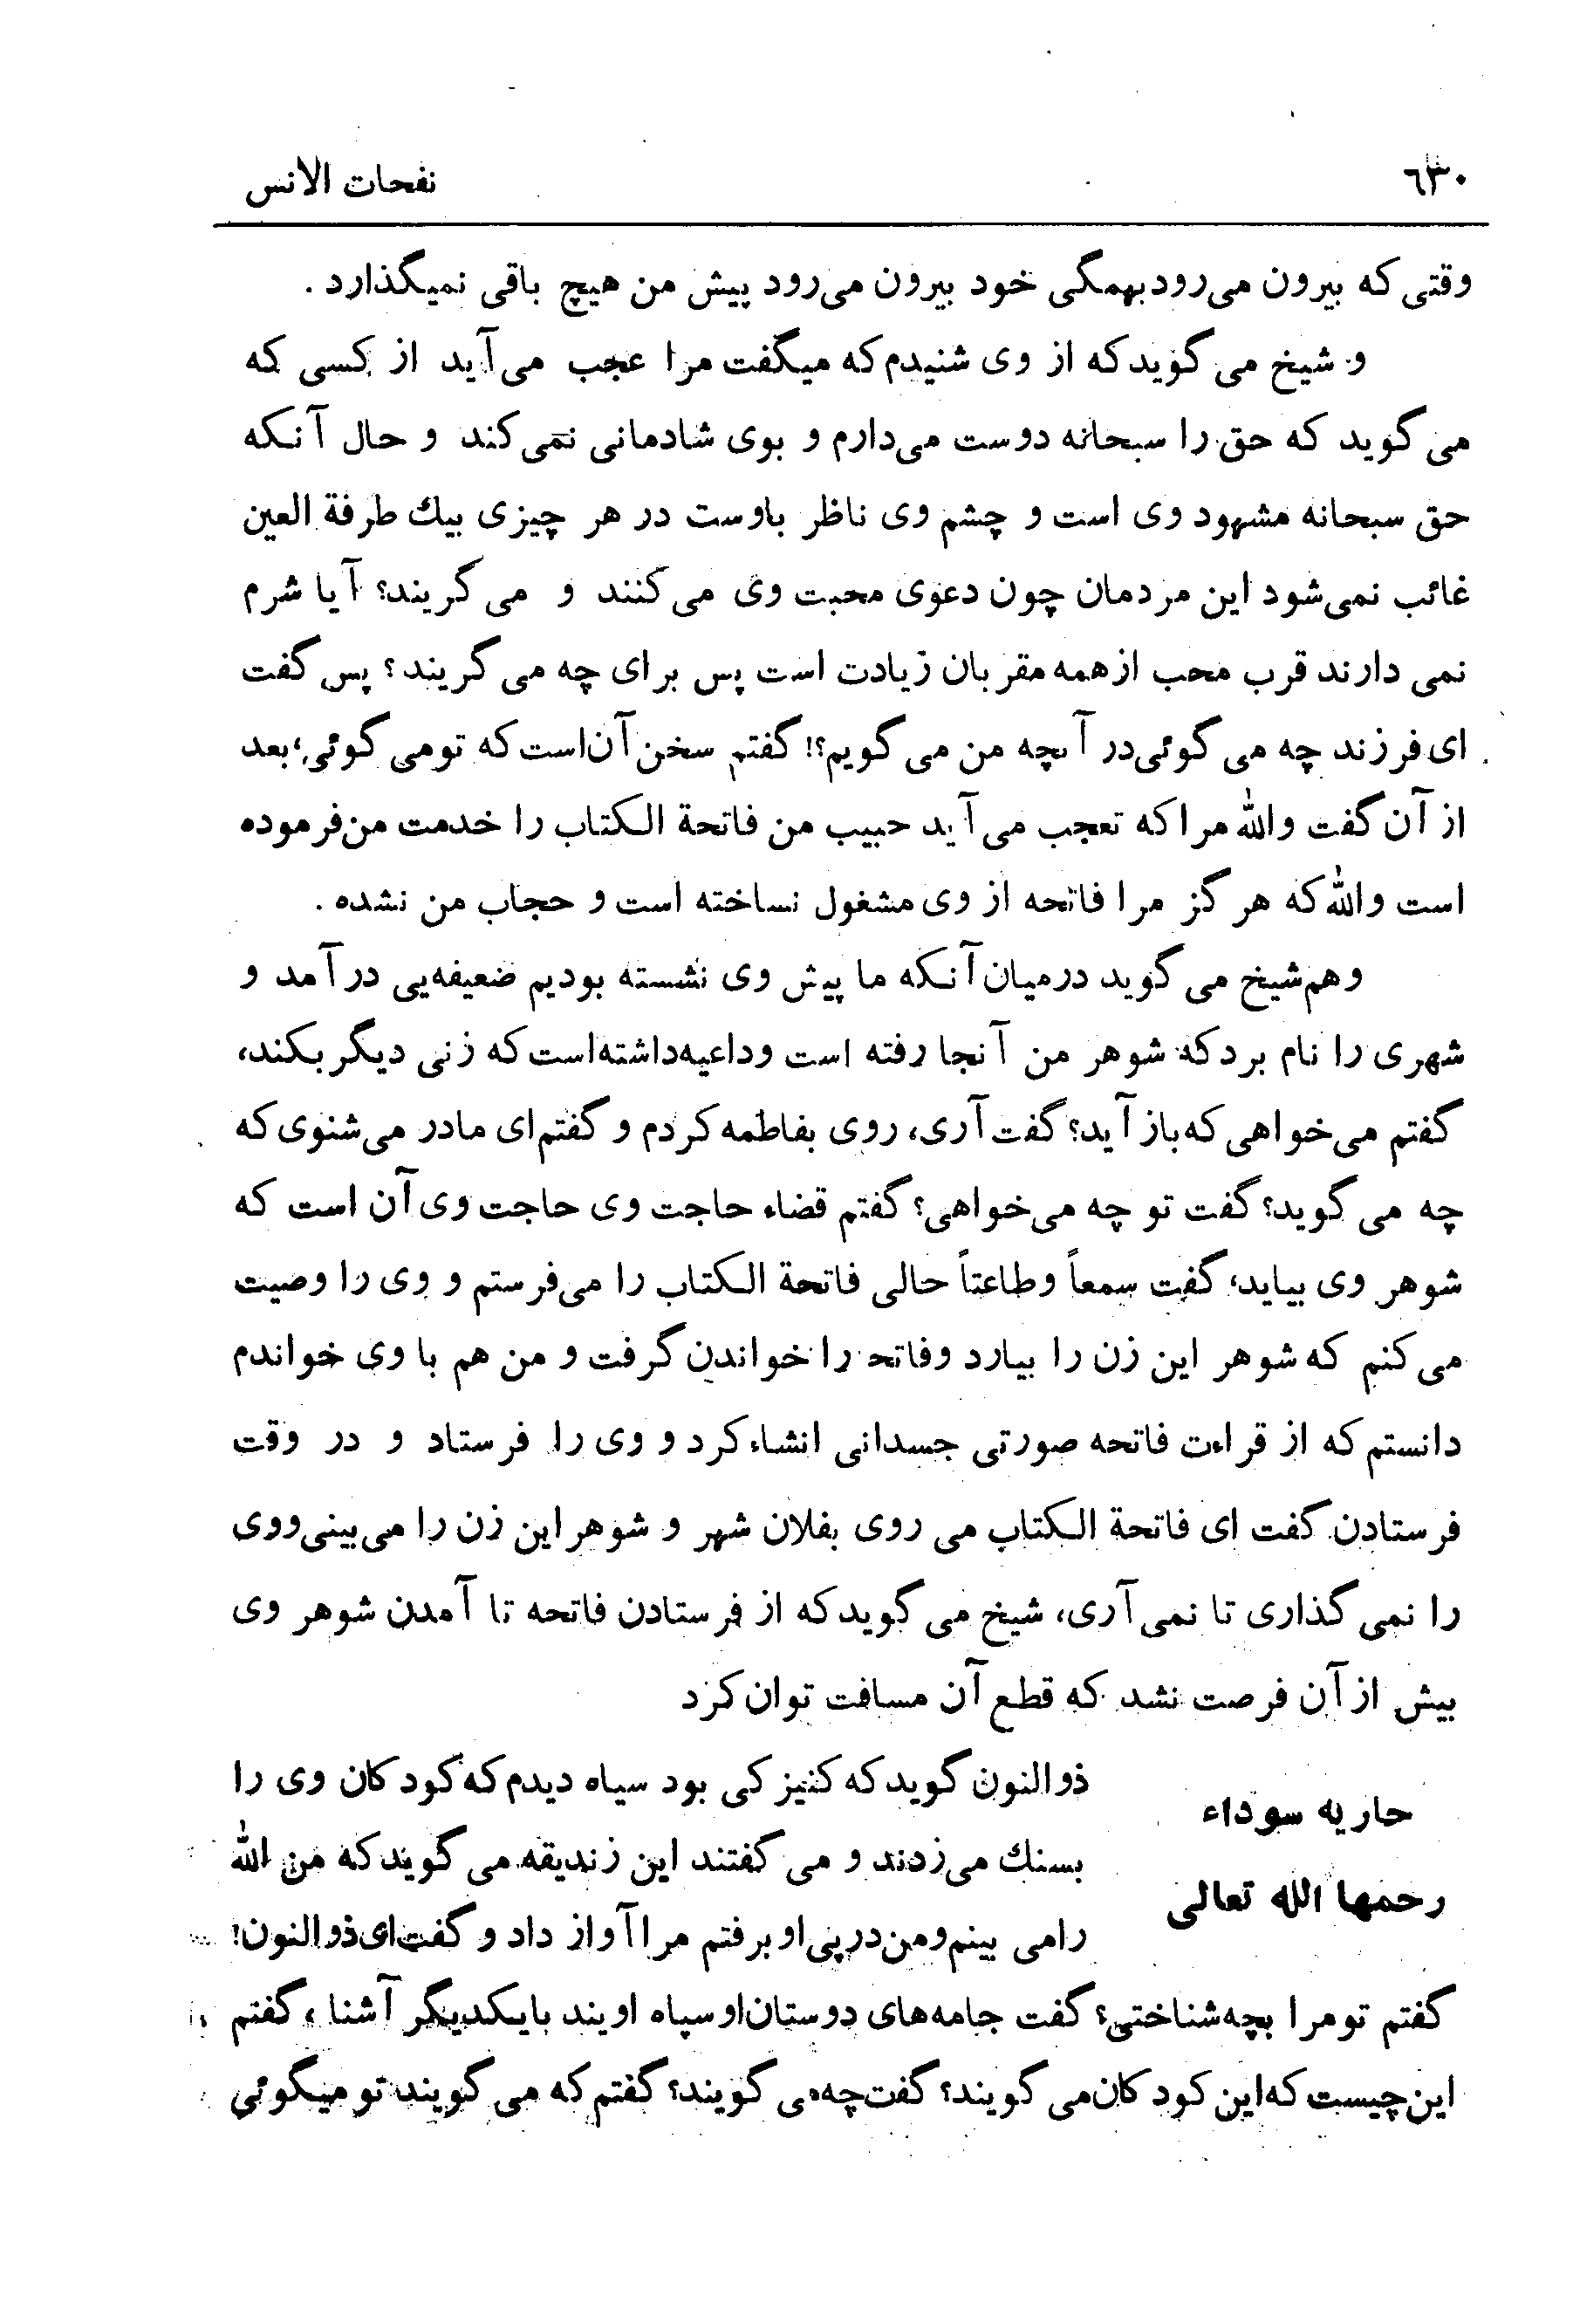 ٦٣٠
نفحات الانس
وقتی که بیرون می‌رود بهمگی خود بیرون می‌رود پیش من هیچ باقی نمیگذارد .
و شیخ می گوید که از وی شنیدم که میگفت مرا عجب می‌آید از کسی که
می گوید که حق را سبحانه دوست می‌دارم و بوی شادمانی نمی‌کند و حال آنکه
حق سبحانه مشهود وی است و چشم وی ناظر باوست در هر چیزی بیك طرفة العین
غائب نمی‌شود این مردمان چون دعوی محبت وی می‌کنند و می گریند؟ آیا شرم
نمی دارند قرب محب از همه مقربان زیادت است پس برای چه می گریند ؟ پس گفت
ای فرزند چه می گوئی در آنچه من می گویم؟! گفتم سخن آن‌است که تومی گوئی؛ بعد
از آن گفت والله مرا که تعجب می‌آید حبیب من فاتحة الکتاب را خدمت من فرموده
است والله که هرگز مرا فاتحه از وی مشغول نساخته است و حجاب من نشده .
وهم شیخ می گوید درمیان آنکه ما پیش وی نشسته بودیم ضعیفه‌یی درآمد و
شهری را نام برد که شوهر من آنجا رفته است وداعیه‌داشته‌است که زنی دیگر بکند،
گفتم می‌خواهی که باز آید؟ گفت آری، روی بفاطمه کردم و گفتم ای مادر می‌شنوی که
چه می گوید؟ گفت تو چه می‌خواهی؟ گفتم قضاء حاجت وی حاجت وی آن است که
شوهر وی بیاید، گفت سمعاً وطاعتاً حالی فاتحة الکتاب را می‌فرستم و وی را وصیت
می‌کنم که شوهر این زن را بیارد وفاتحه را خواندن گرفت و من هم با وی خواندم
دانستم که از قراءت فاتحه صورتی جسدانی انشاء کرد و وی را فرستاد و در وقت
فرستادن گفت ای فاتحة الکتاب می روی بفلان شهر و شوهر این زن را می‌بینی ووی
را نمی گذاری تا نمی‌آری، شیخ می گوید که از فرستادن فاتحه تا آمدن شوهر وی
بیش از آن فرصت نشد که قطع آن مسافت توان کرد
حاریه سوداء
رحمها الله تعالی
ذوالنون گوید که کنیزکی بود سیاه دیدم که کودکان وی را
بسنك می‌زدند و می گفتند این زندیقه می گوید که من الله
رامی بینم ومن درپی او برفتم مرا آواز داد و گفت ای ذوالنون!
گفتم تومرا بچه شناختی؟ گفت جامه‌های دوستان او سپاه اویند بایکدیگر آشنا ، گفتم
این چیست که این کودکان می گویند؟ گفت چه می گویند؟ گفتم که می گویند تو میگوئی